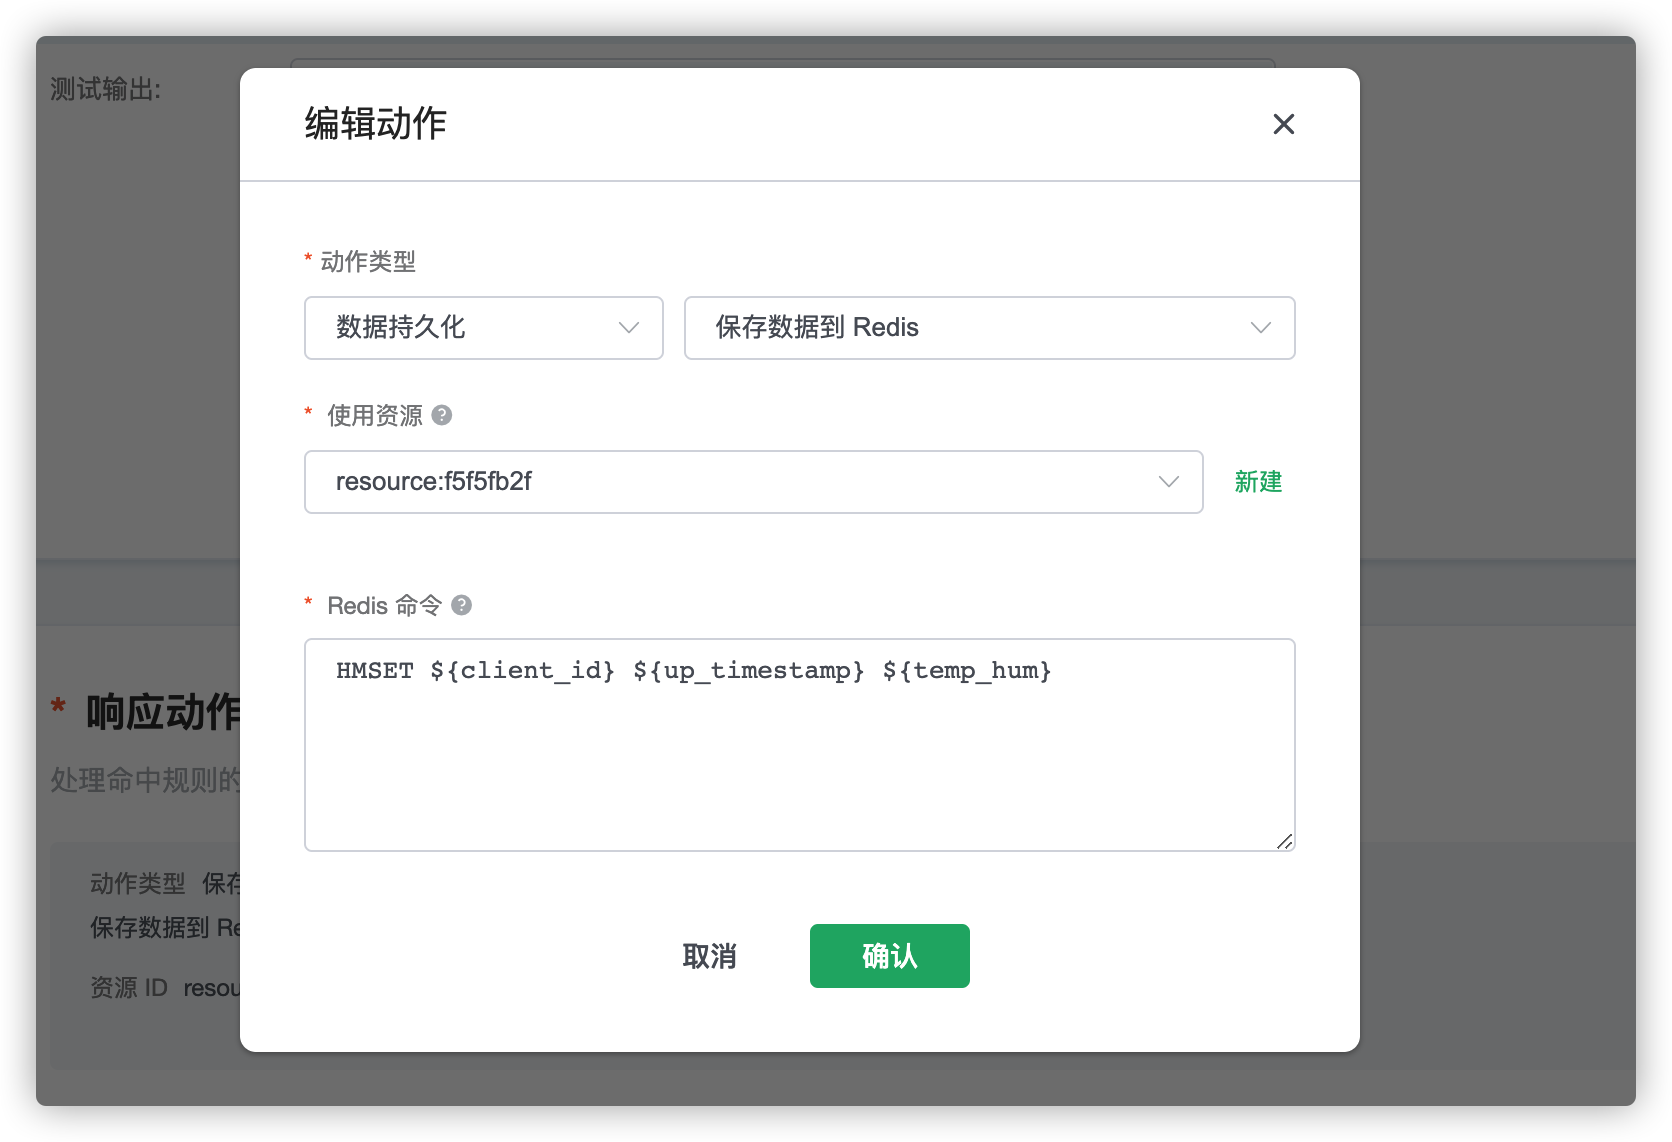 测试输出:
编辑动作
* 动作类型
数据持久化 保存数据到 Redis
* 使用资源 ?
resource:f5f5fb2f 新建
* Redis 命令 ?
HMSET ${client_id} ${up_timestamp} ${temp_hum}
* 响应动作
处理命中规则的
动作类型 保存
保存数据到 Re
资源 ID resou
取消 确认